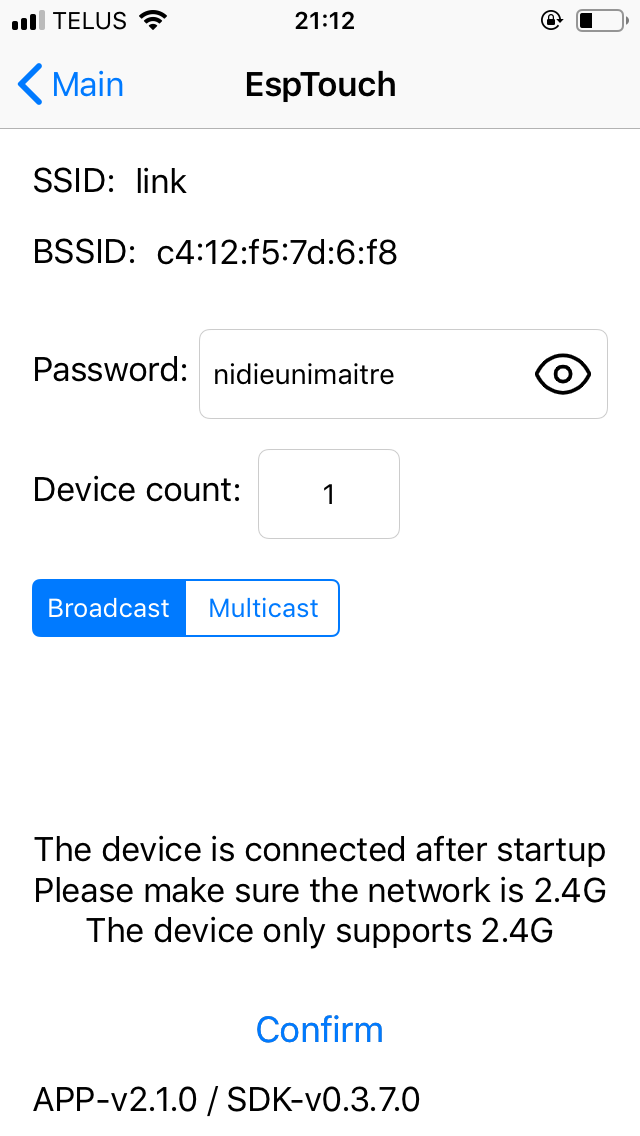 TELUS 21:12
Main EspTouch
SSID: link
BSSID: c4:12:f5:7d:6:f8
Password: nidieunimaitre
Device count: 1
Broadcast Multicast
The device is connected after startup
Please make sure the network is 2.4G
The device only supports 2.4G
Confirm
APP-v2.1.0 / SDK-v0.3.7.0